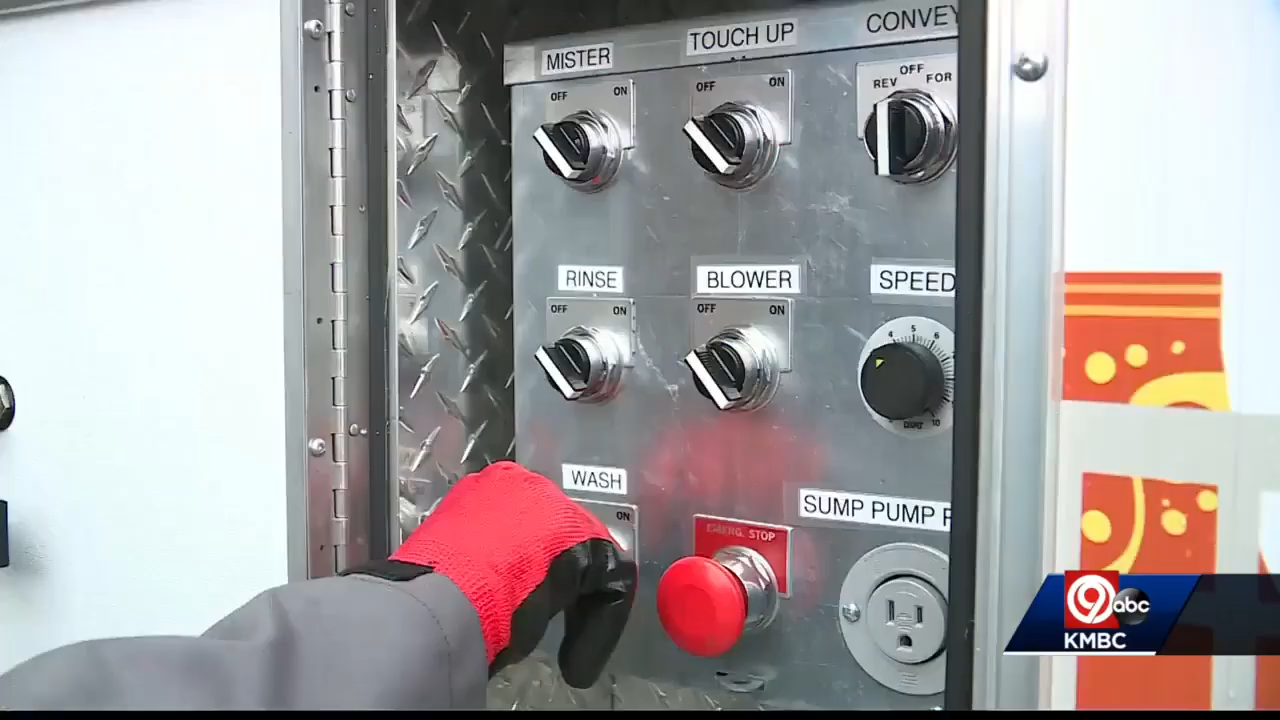 MISTER
TOUCH UP
CONVEY
OFF ON
OFF ON
REV OFF FOR
RINSE
BLOWER
SPEED
OFF ON
OFF ON
4 5 6
10
WASH
ON
SUMP PUMP
EMERG. STOP
9 abc
KMBC